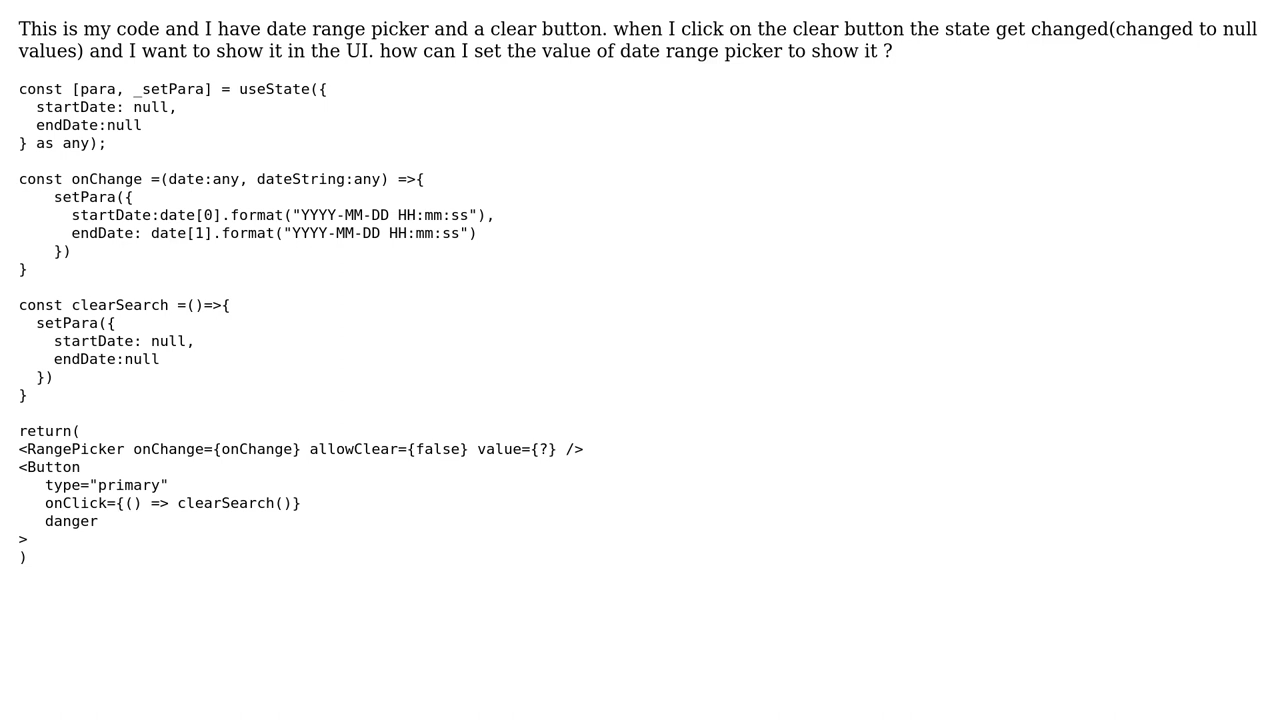 This is my code and I have date range picker and a clear button. when I click on the clear button the state get changed(changed to null
values) and I want to show it in the UI. how can I set the value of date range picker to show it ?
const [para, _setPara] = useState({
  startDate: null,
  endDate:null
} as any);
const onChange =(date:any, dateString:any) =>{
    setPara({
      startDate:date[0].format("YYYY-MM-DD HH:mm:ss"),
      endDate: date[1].format("YYYY-MM-DD HH:mm:ss")
    })
}
const clearSearch =()=>{
  setPara({
    startDate: null,
    endDate:null
  })
}
return(
<RangePicker onChange={onChange} allowClear={false} value={?} />
<Button
   type="primary"
   onClick={() => clearSearch()}
   danger
>
)